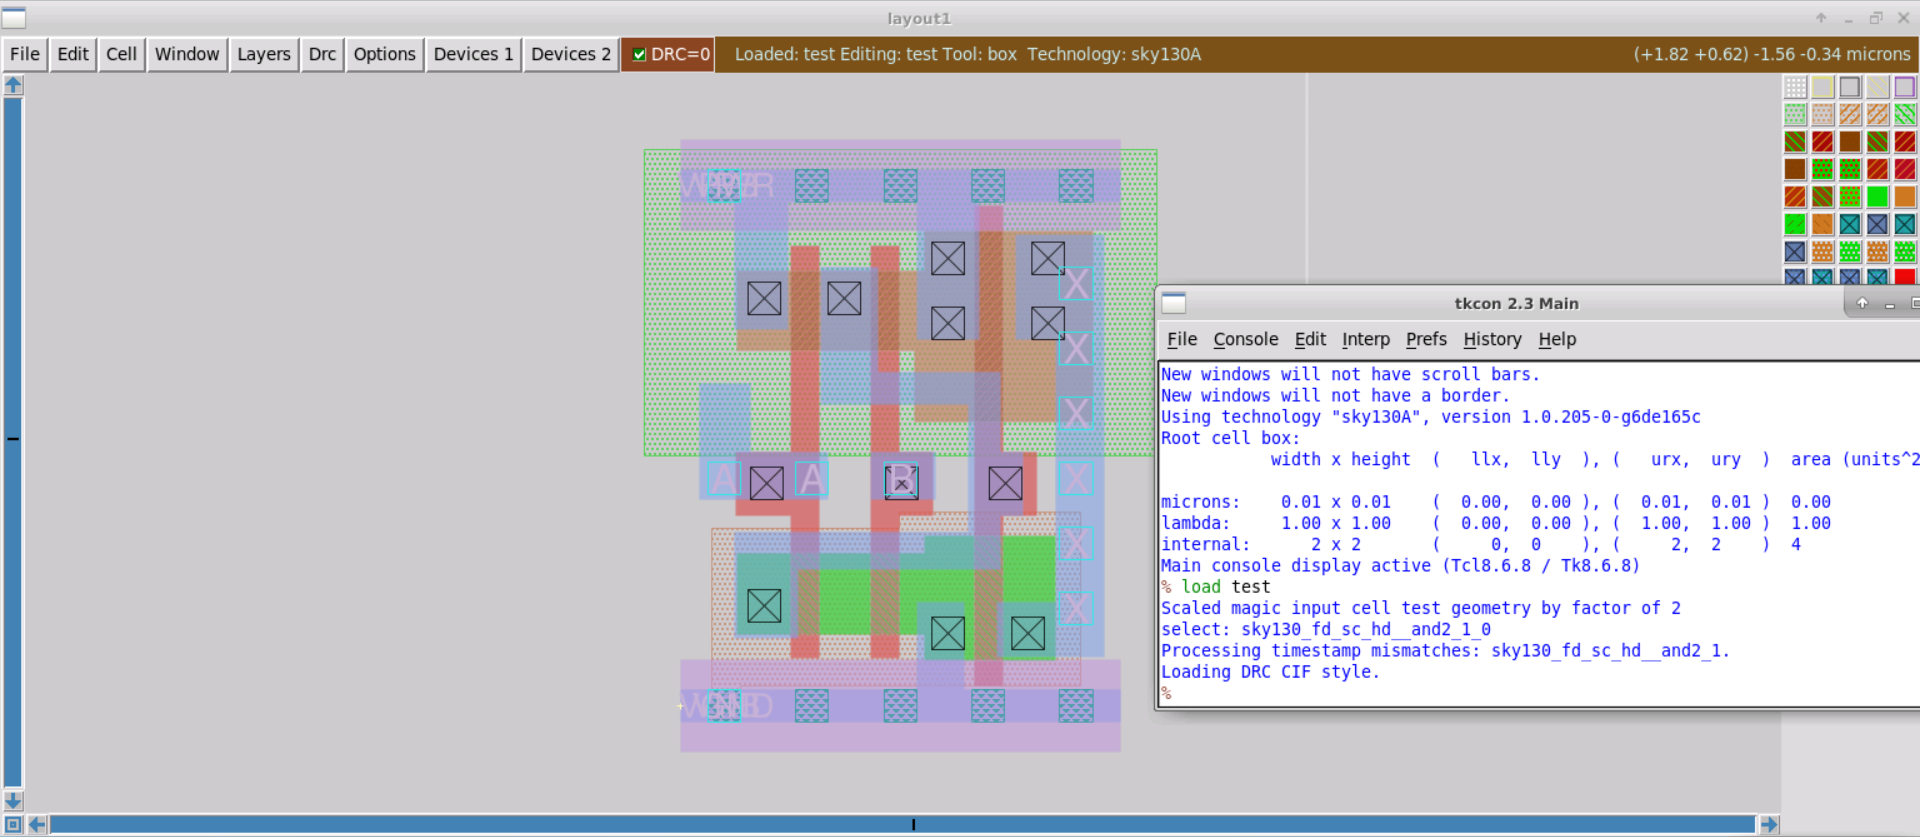 layout1
File Edit Cell Window Layers Drc Options Devices 1 Devices 2 DRC=0 Loaded: test Editing: test Tool: box Technology: sky130A (+1.82 +0.62) -1.56 -0.34 microns
X
X
X
A A B X
X
X
tkcon 2.3 Main
File Console Edit Interp Prefs History Help
New windows will not have scroll bars.
New windows will not have a border.
Using technology "sky130A", version 1.0.205-0-g6de165c
Root cell box:
width x height ( llx, lly ), ( urx, ury ) area (units^2
microns: 0.01 x 0.01 ( 0.00, 0.00 ), ( 0.01, 0.01 ) 0.00
lambda: 1.00 x 1.00 ( 0.00, 0.00 ), ( 1.00, 1.00 ) 1.00
internal: 2 x 2 ( 0, 0 ), ( 2, 2 ) 4
Main console display active (Tcl8.6.8 / Tk8.6.8)
% load test
Scaled magic input cell test geometry by factor of 2
select: sky130_fd_sc_hd__and2_1_0
Processing timestamp mismatches: sky130_fd_sc_hd__and2_1.
Loading DRC CIF style.
%